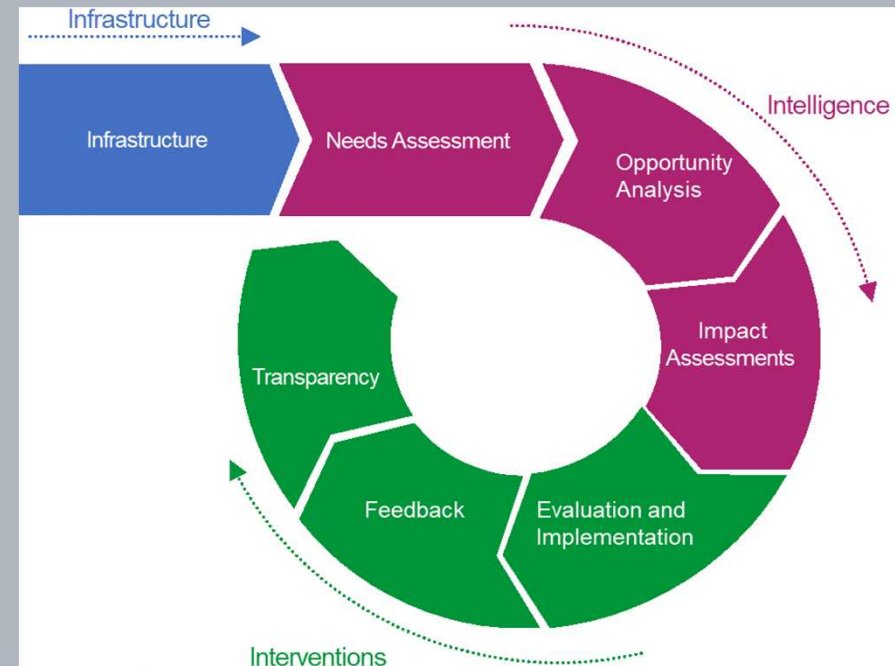 Infrastructure
Intelligence
Infrastructure
Needs Assessment
Opportunity
Analysis
Impact
Assessments
Evaluation and
Implementation
Feedback
Transparency
Interventions